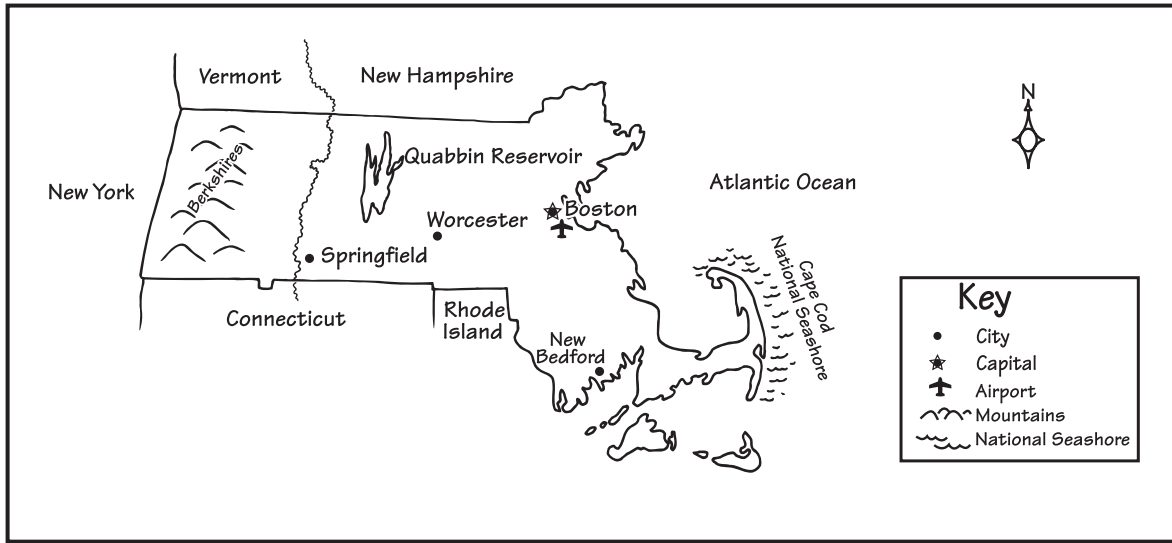 Vermont
New Hampshire
N
Quabbin Reservoir
Berkshires
New York
Atlantic Ocean
Boston
Worcester
Springfield
Cape Cod
National Seashore
Connecticut
Rhode
Island
New
Bedford
Key
City
Capital
Airport
Mountains
National Seashore